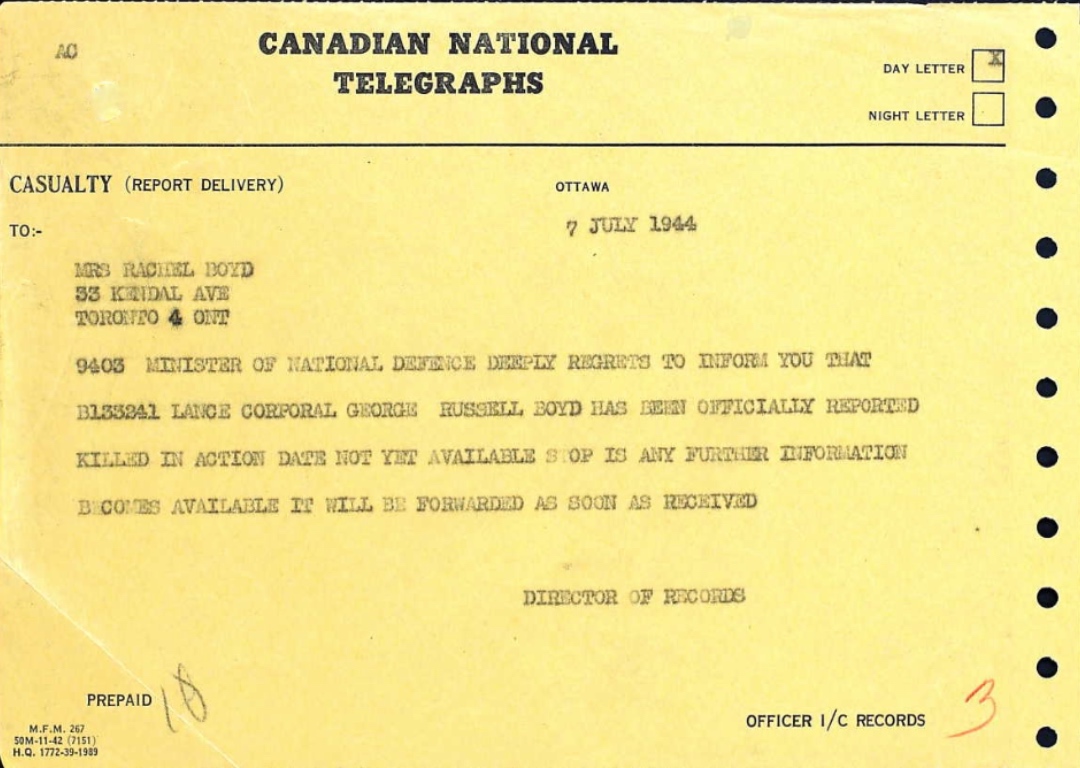 AC
CANADIAN NATIONAL
TELEGRAPHS
DAY LETTER X
NIGHT LETTER
CASUALTY (REPORT DELIVERY)
OTTAWA
TO:-
7 JULY 1944
MRS RACHEL BOYD
33 KENDAL AVE
TORONTO 4 ONT
9403 MINISTER OF NATIONAL DEFENCE DEEPLY REGRETS TO INFORM YOU THAT
B133241 LANCE CORPORAL GEORGE RUSSELL BOYD HAS BEEN OFFICIALLY REPORTED
KILLED IN ACTION DATE NOT YET AVAILABLE STOP IS ANY FURTHER INFORMATION
BECOMES AVAILABLE IT WILL BE FORWARDED AS SOON AS RECEIVED
DIRECTOR OF RECORDS
PREPAID 18
M.F.M. 267
50M-11-42 (7151)
H.Q. 1772-39-1989
OFFICER I/C RECORDS 3